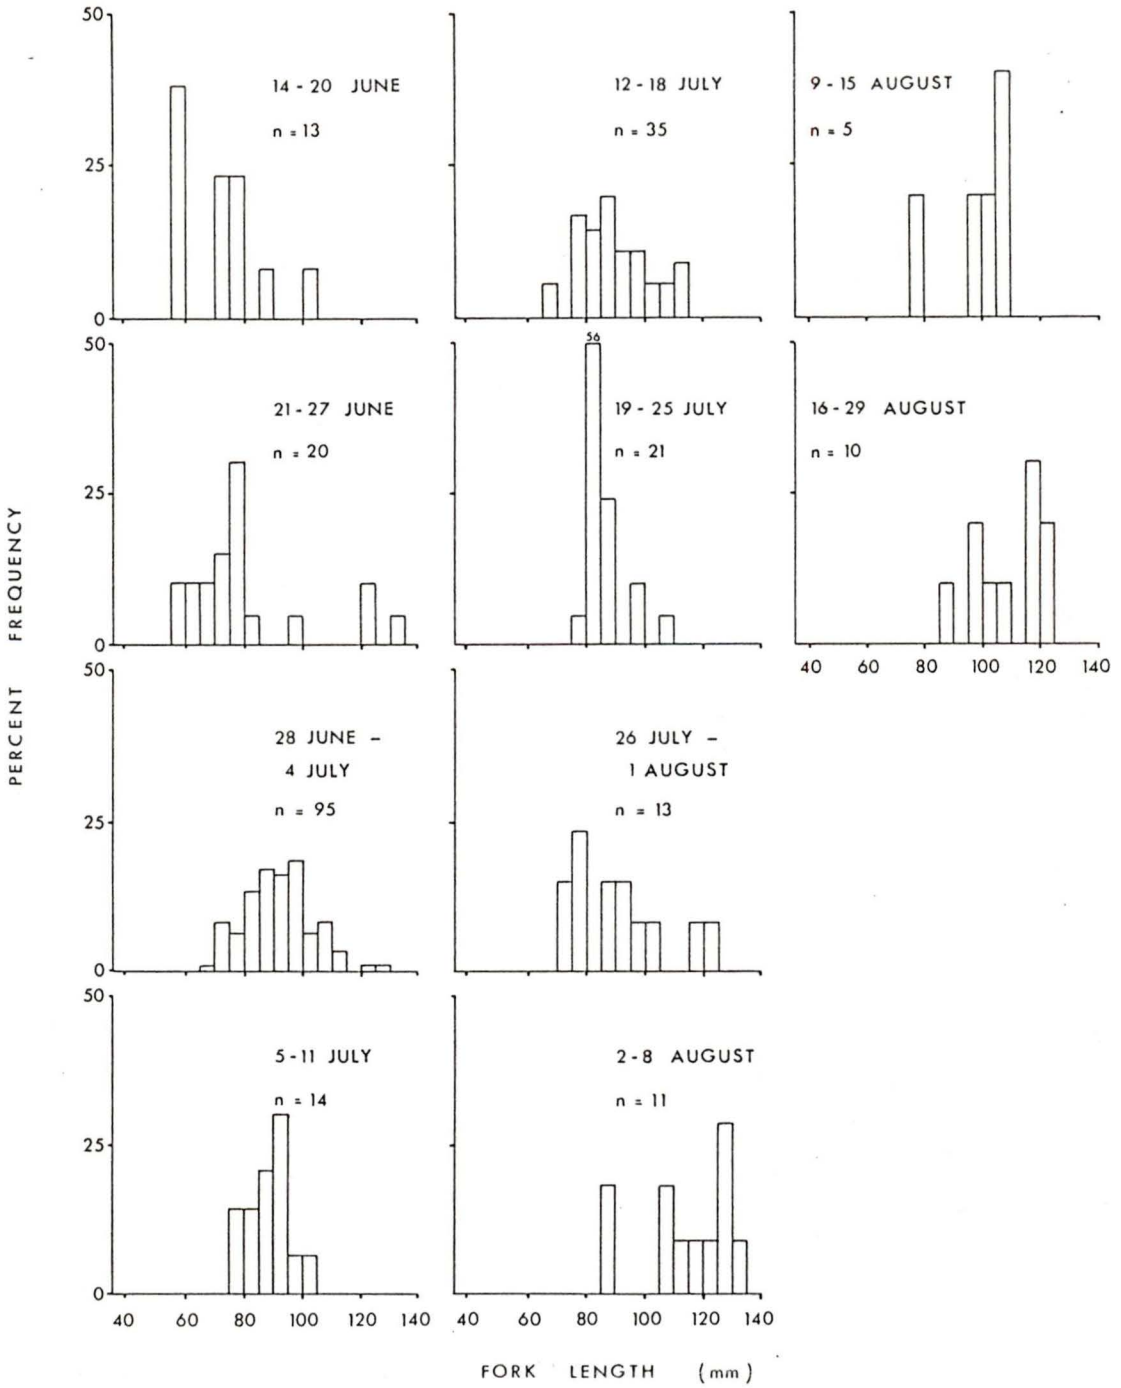 50
25
0
14 - 20 JUNE
n = 13
12 - 18 JULY
n = 35
9 - 15 AUGUST
n = 5
50
25
0
21 - 27 JUNE
n = 20
56
19 - 25 JULY
n = 21
16 - 29 AUGUST
n = 10
40 60 80 100 120 140
50
25
0
28 JUNE –
4 JULY
n = 95
26 JULY –
1 AUGUST
n = 13
50
25
0
5 - 11 JULY
n = 14
2 - 8 AUGUST
n = 11
40 60 80 100 120 140
40 60 80 100 120 140
PERCENT FREQUENCY
FORK LENGTH (mm)